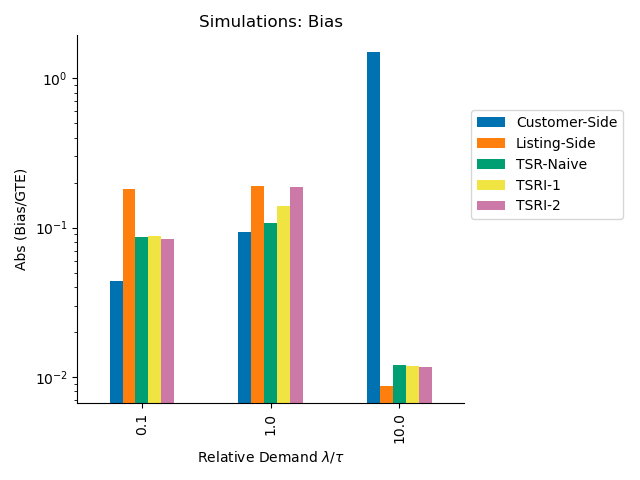 Simulations: Bias
Abs (Bias/GTE)
10⁰
10⁻¹
10⁻²
0.1
1.0
10.0
Relative Demand λ/τ
Customer-Side
Listing-Side
TSR-Naive
TSRI-1
TSRI-2